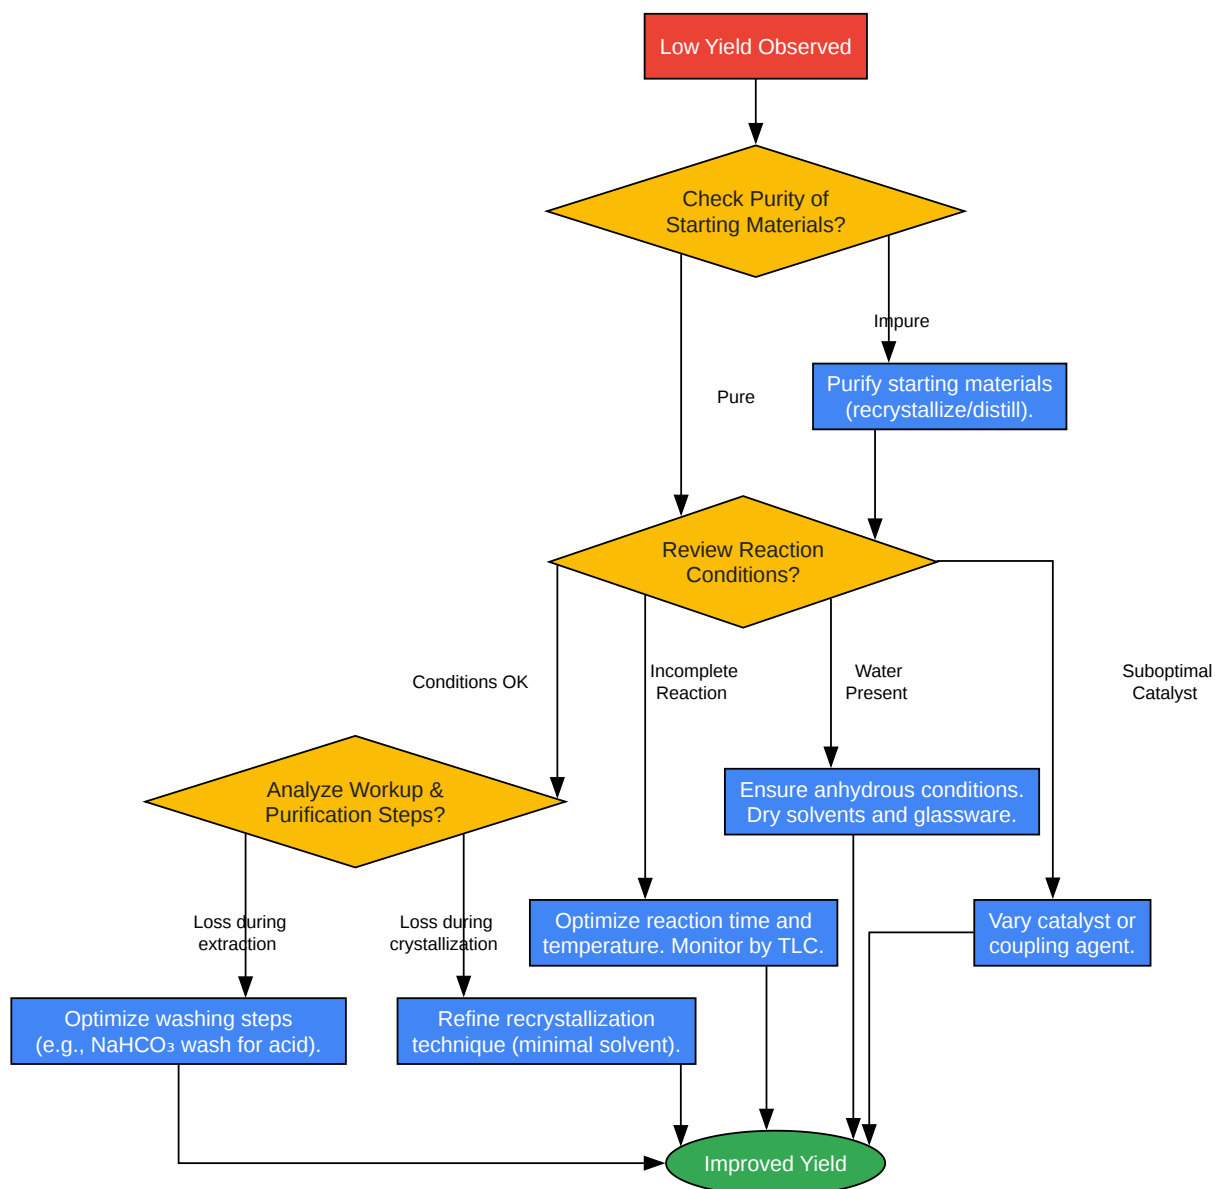 Low Yield Observed
Check Purity of
Starting Materials?
Impure
Purify starting materials
(recrystallize/distill).
Pure
Review Reaction
Conditions?
Conditions OK
Incomplete
Reaction
Water
Present
Suboptimal
Catalyst
Analyze Workup &
Purification Steps?
Ensure anhydrous conditions.
Dry solvents and glassware.
Loss during
extraction
Loss during
crystallization
Optimize reaction time and
temperature. Monitor by TLC.
Vary catalyst or
coupling agent.
Optimize washing steps
(e.g., NaHCO₃ wash for acid).
Refine recrystallization
technique (minimal solvent).
Improved Yield